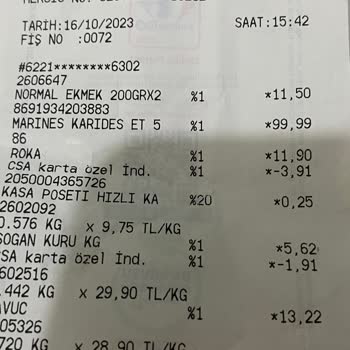 TARİH:16/10/2023 SAAT:15:42
FİŞ NO :0072
#6221********6302
2606647
NORMAL EKMEK 200GRX2 %1 *11,50
8691934203883
MARINES KARIDES ET 5 %1 *99,99
86
ROKA %1 *11,90
CSA karta özel İnd. %1 *-3,91
2050004365726
KASA POSETI HIZLI KA %20 *0,25
2602092
0.576 KG x 9,75 TL/KG
SOGAN KURU KG %1 *5,62
CSA karta özel İnd. %1 *-1,91
602516
.442 KG x 29,90 TL/KG
AVUC %1 *13,22
05326
720 KG x 28,90 TL/KG